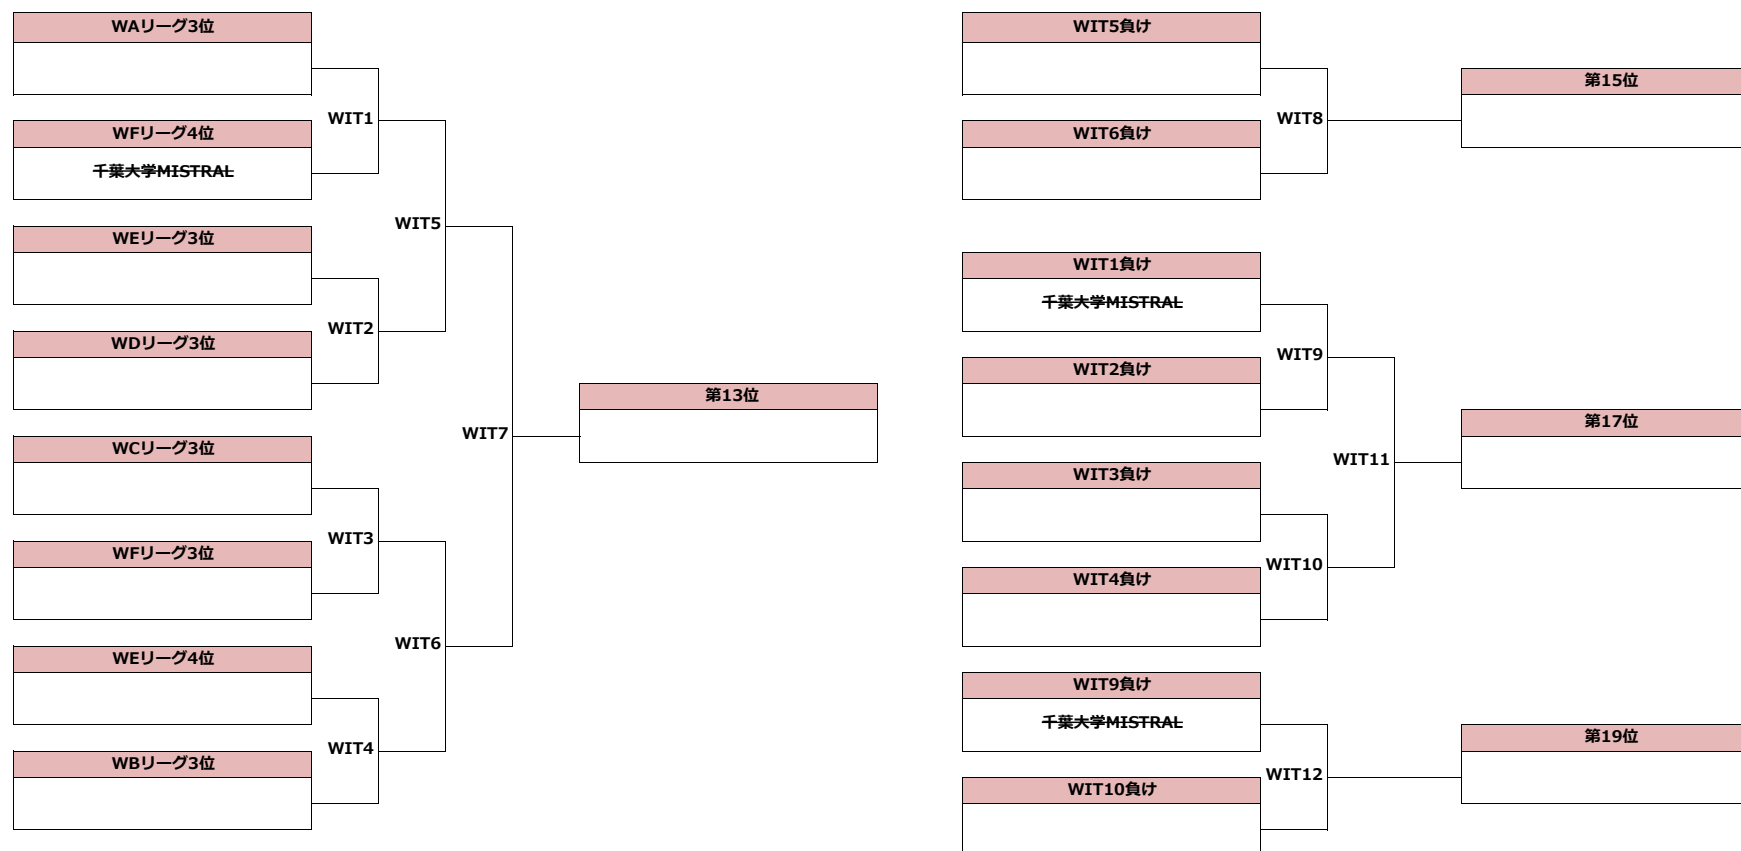 WAリーグ3位
WIT1
WFリーグ4位
千葉大学MISTRAL
WIT5
WEリーグ3位
WIT2
WDリーグ3位
WIT7
第13位
WCリーグ3位
WIT3
WFリーグ3位
WIT6
WEリーグ4位
WIT4
WBリーグ3位
WIT5負け
WIT8
第15位
WIT6負け
WIT1負け
千葉大学MISTRAL
WIT9
WIT2負け
WIT11
第17位
WIT3負け
WIT10
WIT4負け
WIT9負け
千葉大学MISTRAL
WIT12
第19位
WIT10負け